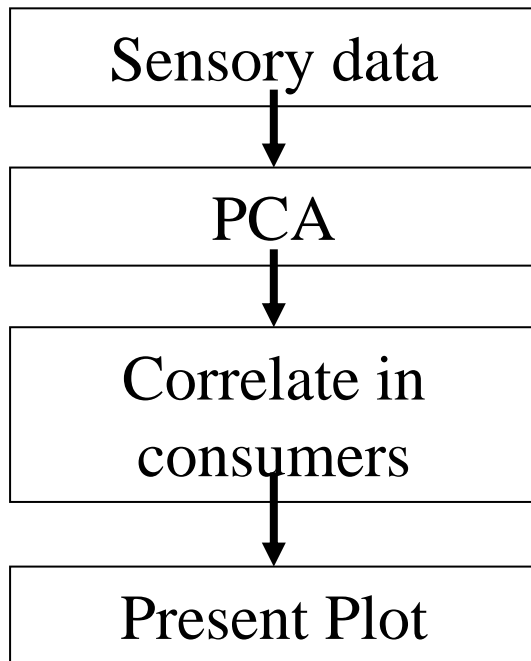 Sensory data
PCA
Correlate in
consumers
Present Plot